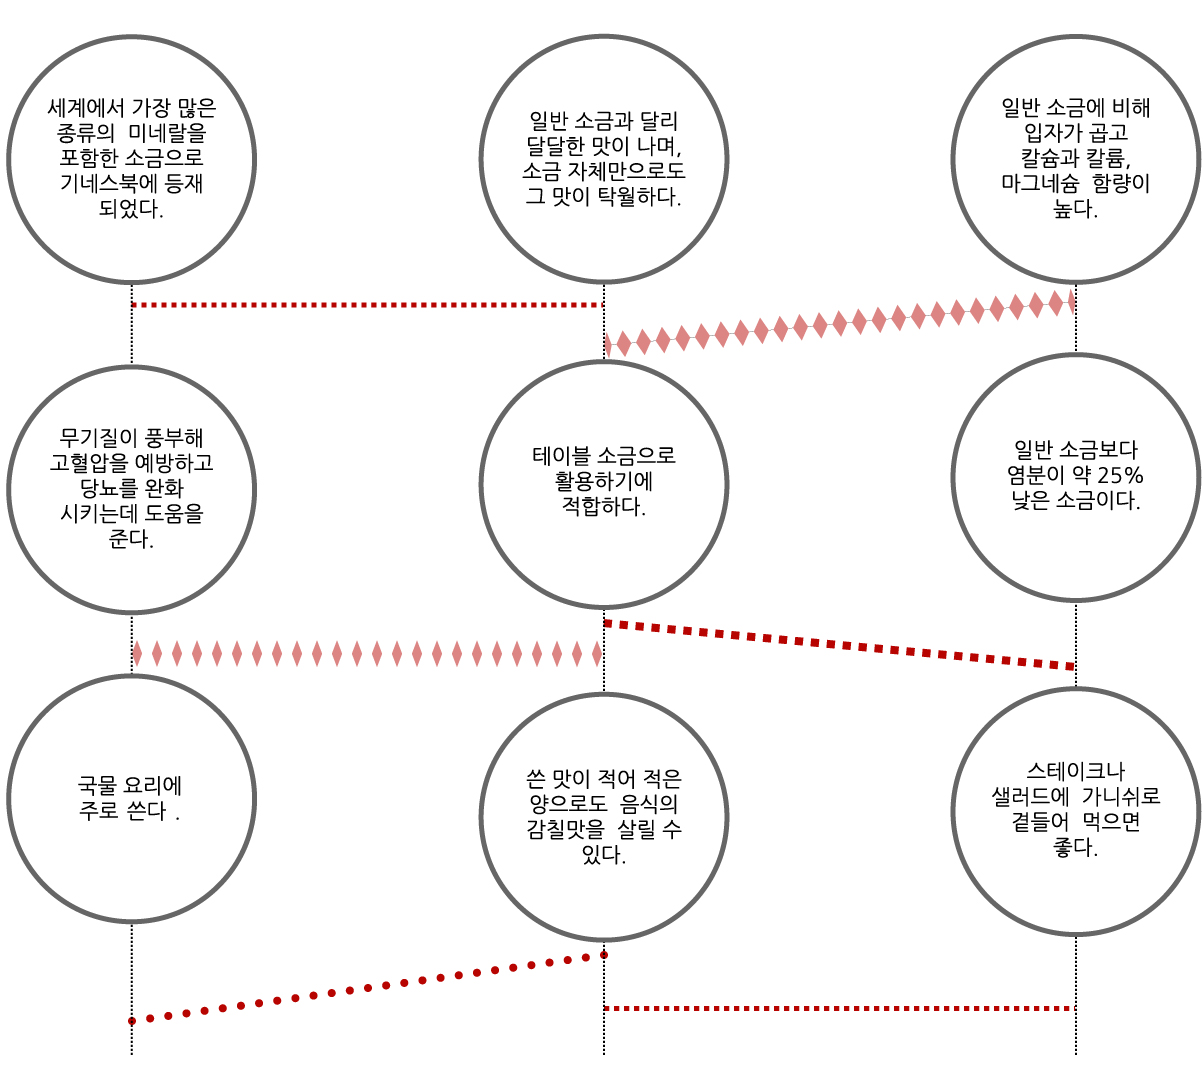 세계에서 가장 많은
종류의 미네랄을
포함한 소금으로
기네스북에 등재
되었다.
일반 소금과 달리
달달한 맛이 나며,
소금 자체만으로도
그 맛이 탁월하다.
일반 소금에 비해
입자가 곱고
칼슘과 칼륨,
마그네슘 함량이
높다.
무기질이 풍부해
고혈압을 예방하고
당뇨를 완화
시키는데 도움을
준다.
테이블 소금으로
활용하기에
적합하다.
일반 소금보다
염분이 약 25%
낮은 소금이다.
국물 요리에
주로 쓴다 .
쓴 맛이 적어 적은
양으로도 음식의
감칠맛을 살릴 수
있다.
스테이크나
샐러드에 가니쉬로
곁들어 먹으면
좋다.